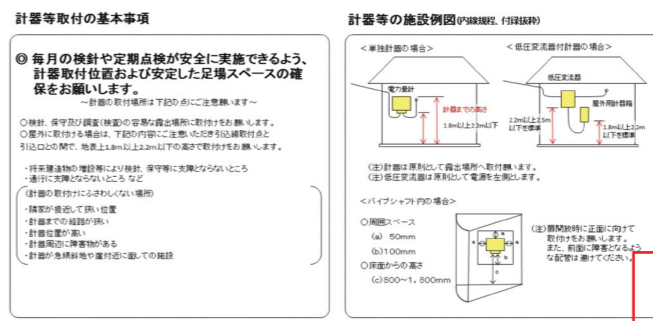 計器等取付の基本事項
◎ 毎月の検針や定期点検が安全に実施できるよう、
計器取付位置および安定した足場スペースの確
保をお願いします。
～計器の取付場所は下記の点にご注意願います～
○検針、保守及び調査(検査)の容易な露出場所に取付をお願いします。
○屋外に取付ける場合は、下記の内容にご注意いただき引込線取付点と
引込口との間で、地表上1.8m以上2.2m以下の高さで取付けをお願いします。
・将来建造物の増設等により検針、保守等に支障とならないところ
・通行に支障とならないところ など
(計器の取付けにふさわしくない場所)
・隣家が接近して狭い位置
・計器までの経路が狭い
・計器位置が高い
・計器周辺に障害物がある
・計器が急傾斜地や崖付近に面しての施設
計器等の施設例図(内線規程、付録抜粋)
＜単独計器の場合＞
電力量計
計器までの高さ
1.8m以上2.2m以下
＜低圧変流器付計器の場合＞
低圧変流器
屋外用計器箱
2.2m以上2.5m
以下を標準
1.8m以上2.2m
以下を標準
(注)計器は原則として露出場所へ取付願います。
(注)低圧変流器は原則として電源を左側とします。
＜パイプシャフト内の場合＞
○周囲スペース
(a) 50mm
(b)100mm
○床面からの高さ
(c)800～1,800mm
a
a
a
b
c
(注)扉開放時に正面に向けて
取付けをお願いします。
また、前面に障害となるよう
な配管は避けてください。